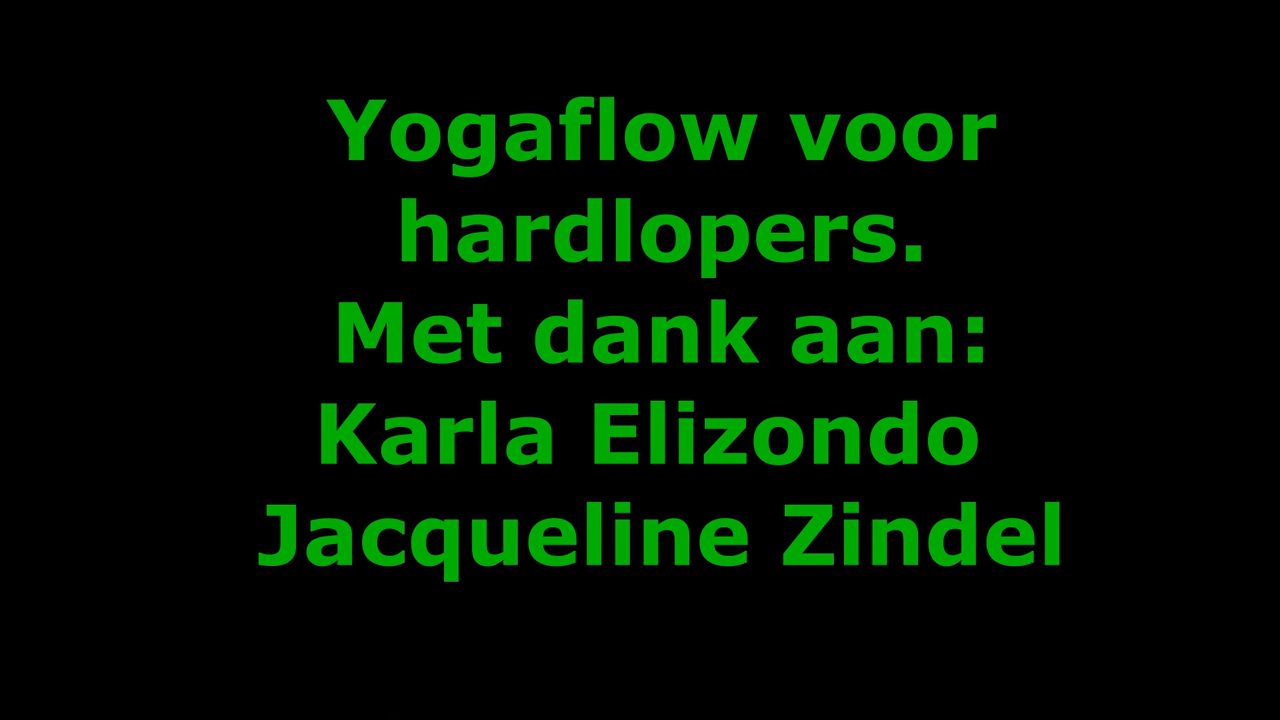 Yogaflow voor
hardlopers.
Met dank aan:
Karla Elizondo
Jacqueline Zindel